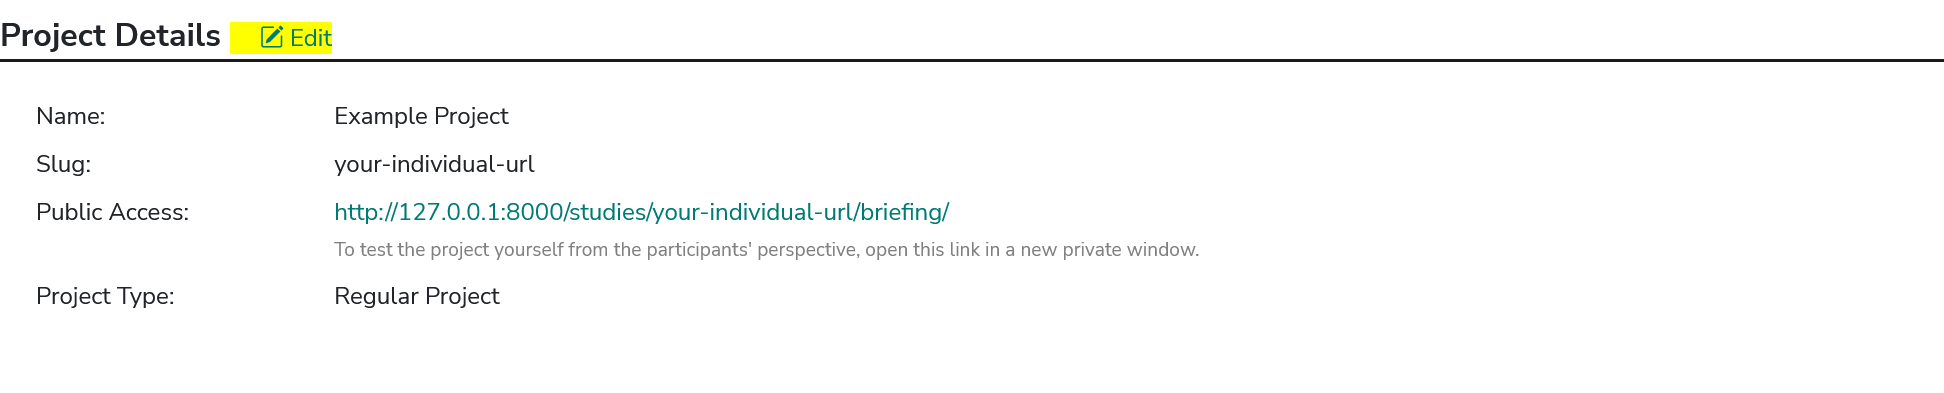 Project Details Edit
Name: Example Project
Slug: your-individual-url
Public Access: http://127.0.0.1:8000/studies/your-individual-url/briefing/
To test the project yourself from the participants' perspective, open this link in a new private window.
Project Type: Regular Project